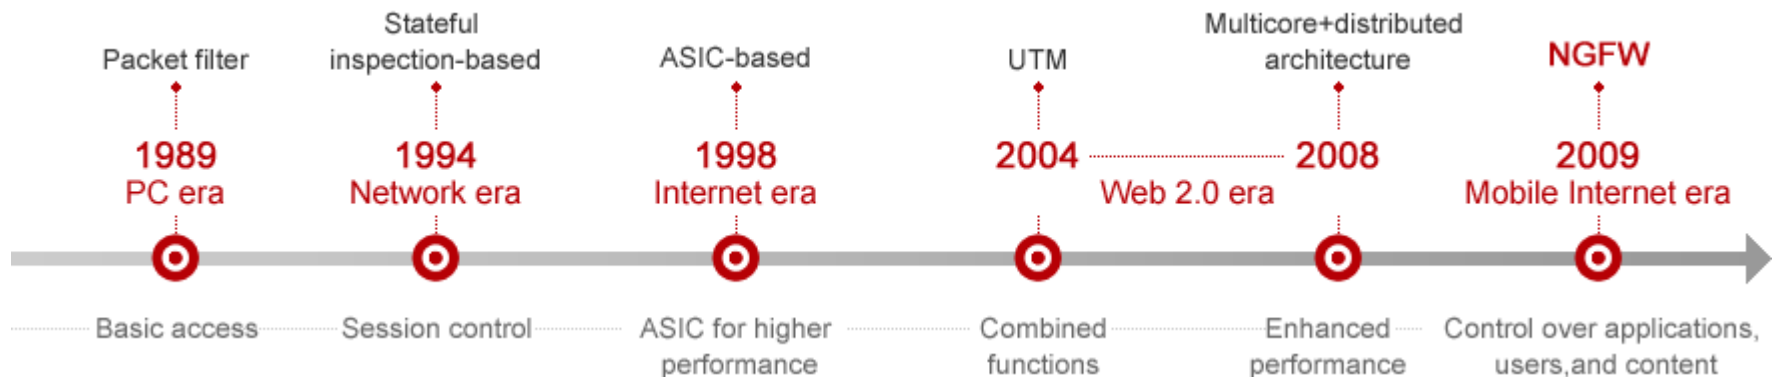 Packet filter
Stateful
inspection-based
ASIC-based
UTM
Multicore+distributed
architecture
NGFW
1989
PC era
1994
Network era
1998
Internet era
2004
2008
Web 2.0 era
2009
Mobile Internet era
Basic access
Session control
ASIC for higher
performance
Combined
functions
Enhanced
performance
Control over applications,
users,and content